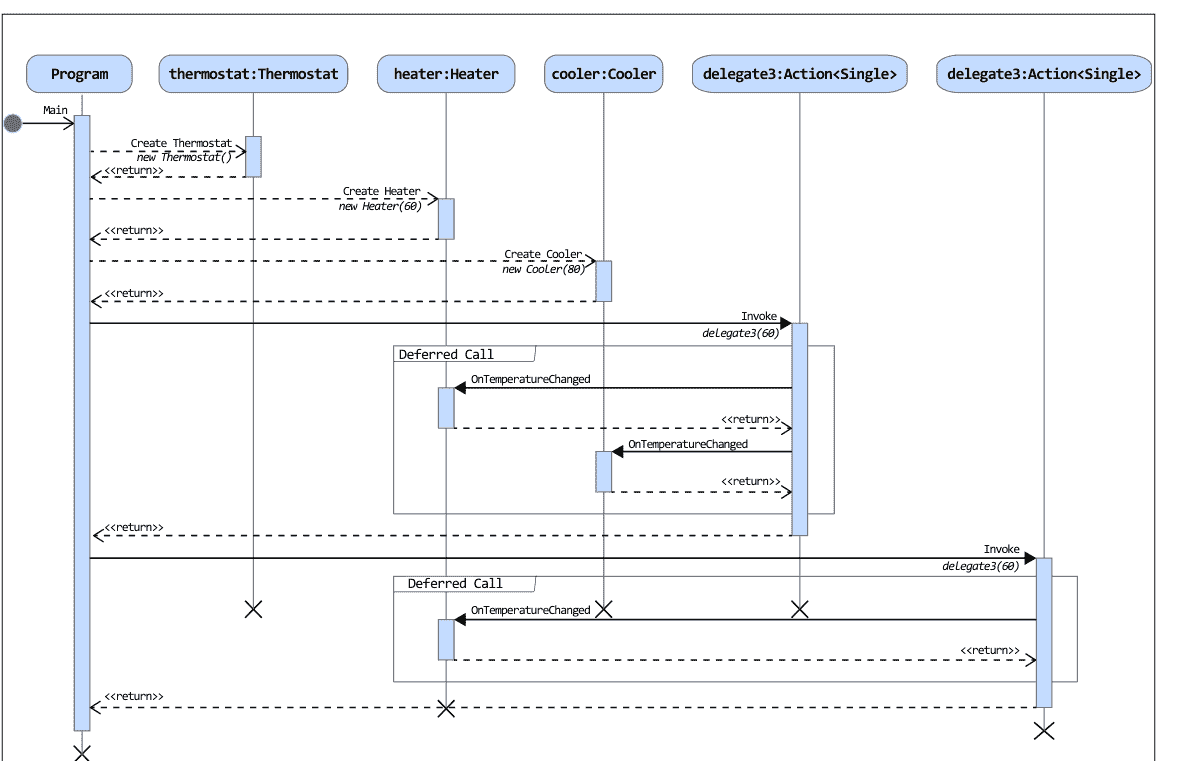 Program
thermostat:Thermostat
heater:Heater
cooler:Cooler
delegate3:Action<Single>
delegate3:Action<Single>
Main
Create Thermostat
new Thermostat()
<<return>>
Create Heater
new Heater(60)
<<return>>
Create Cooler
new Cooler(80)
<<return>>
Invoke
delegate3(60)
Deferred Call
OnTemperatureChanged
<<return>>
OnTemperatureChanged
<<return>>
<<return>>
Invoke
delegate3(60)
Deferred Call
OnTemperatureChanged
<<return>>
<<return>>